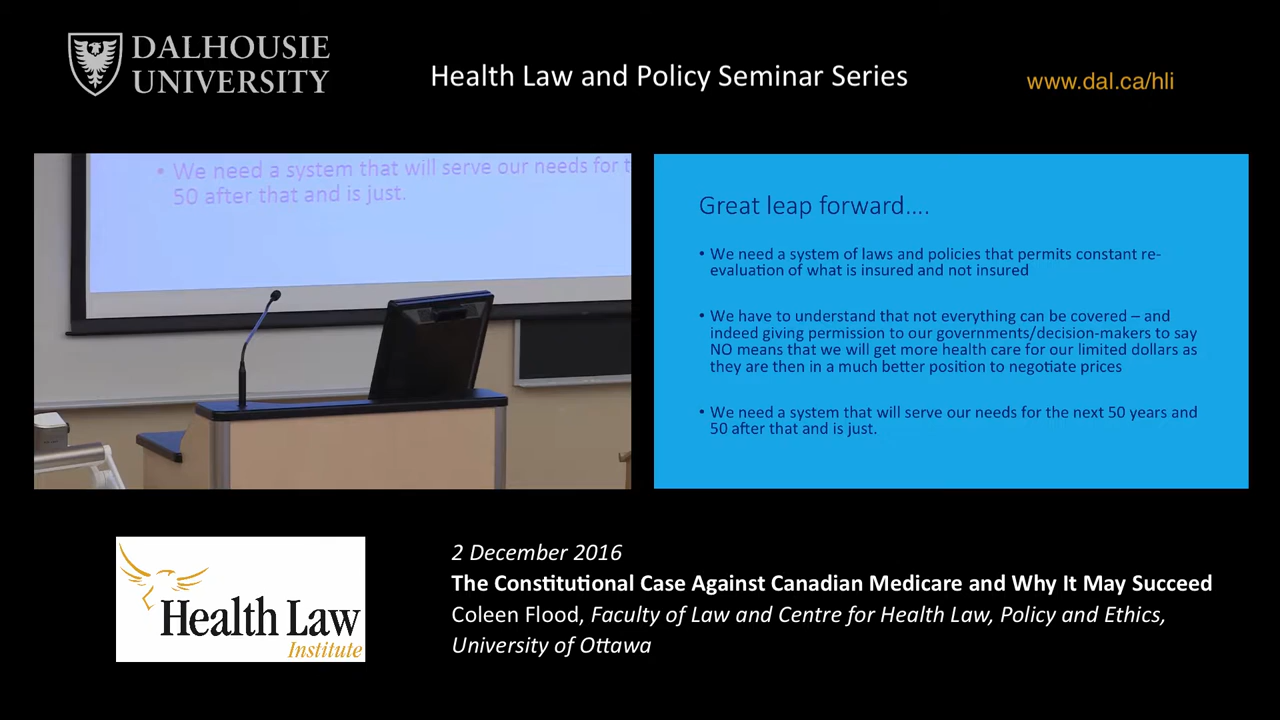 DALHOUSIE
UNIVERSITY
Health Law and Policy Seminar Series
www.dal.ca/hli
• We need a system that will serve our needs for t
50 after that and is just.
Great leap forward....
• We need a system of laws and policies that permits constant re-
evaluation of what is insured and not insured
• We have to understand that not everything can be covered – and
indeed giving permission to our governments/decision-makers to say
NO means that we will get more health care for our limited dollars as
they are then in a much better position to negotiate prices
• We need a system that will serve our needs for the next 50 years and
50 after that and is just.
Health Law
Institute
2 December 2016
The Constitutional Case Against Canadian Medicare and Why It May Succeed
Coleen Flood, Faculty of Law and Centre for Health Law, Policy and Ethics,
University of Ottawa